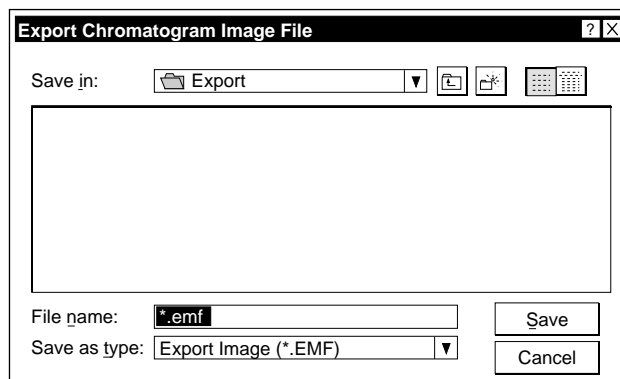 Export Chromatogram Image File ? X
Save in: Export
File name: *.emf
Save
Save as type: Export Image (*.EMF)
Cancel